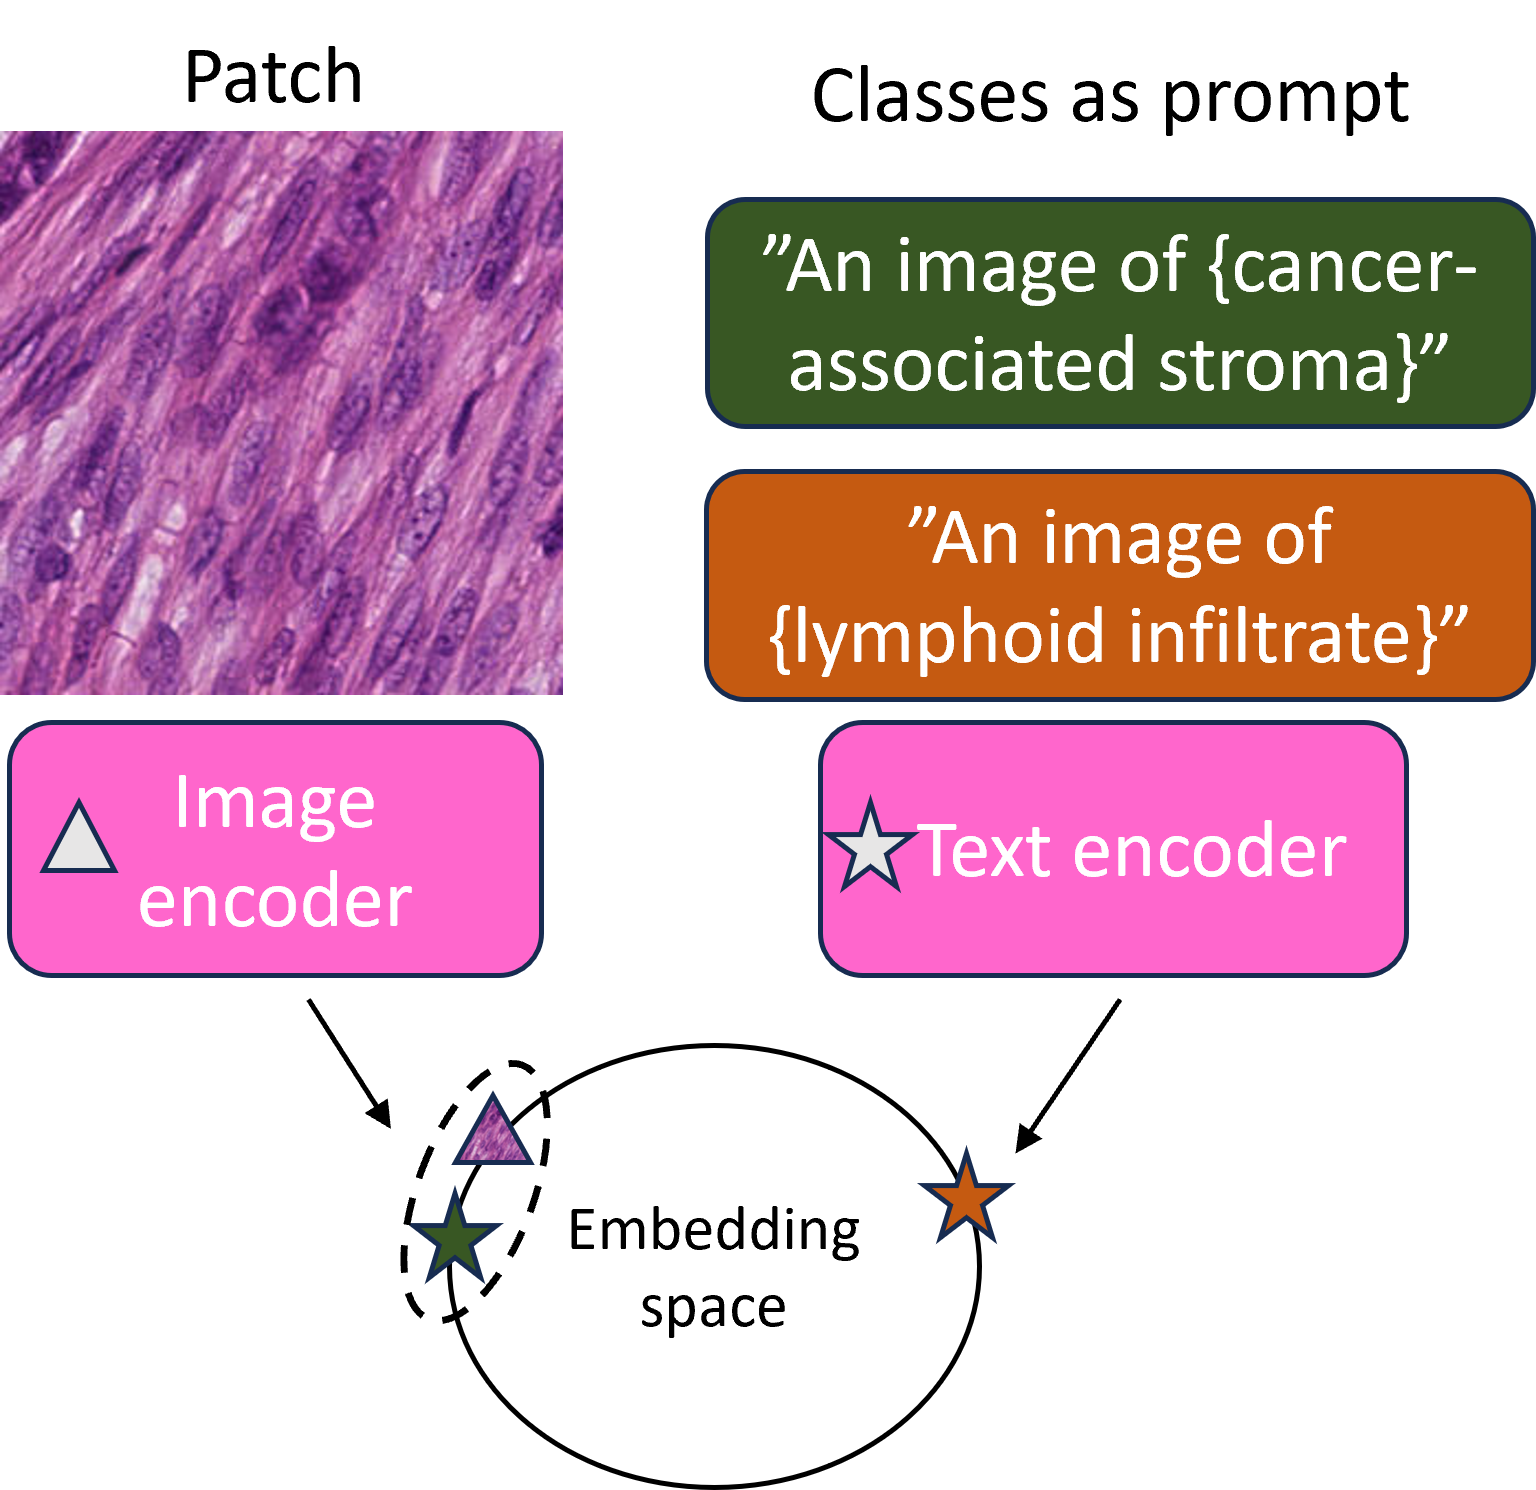 Patch
Classes as prompt
”An image of {cancer-
associated stroma}”
”An image of
{lymphoid infiltrate}”
Image
encoder
Text encoder
Embedding
space